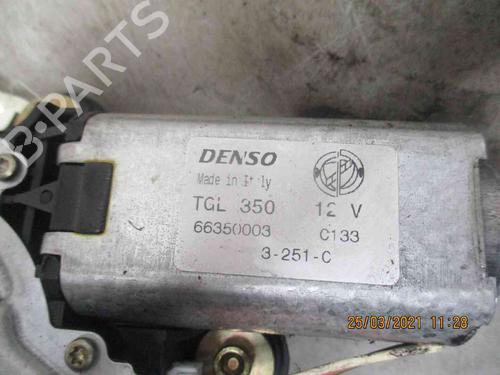 B-PARTS
DENSO
Made in Italy
TGL 350 12 V
66350003 C133
3-251-C
25/03/2021 11:28